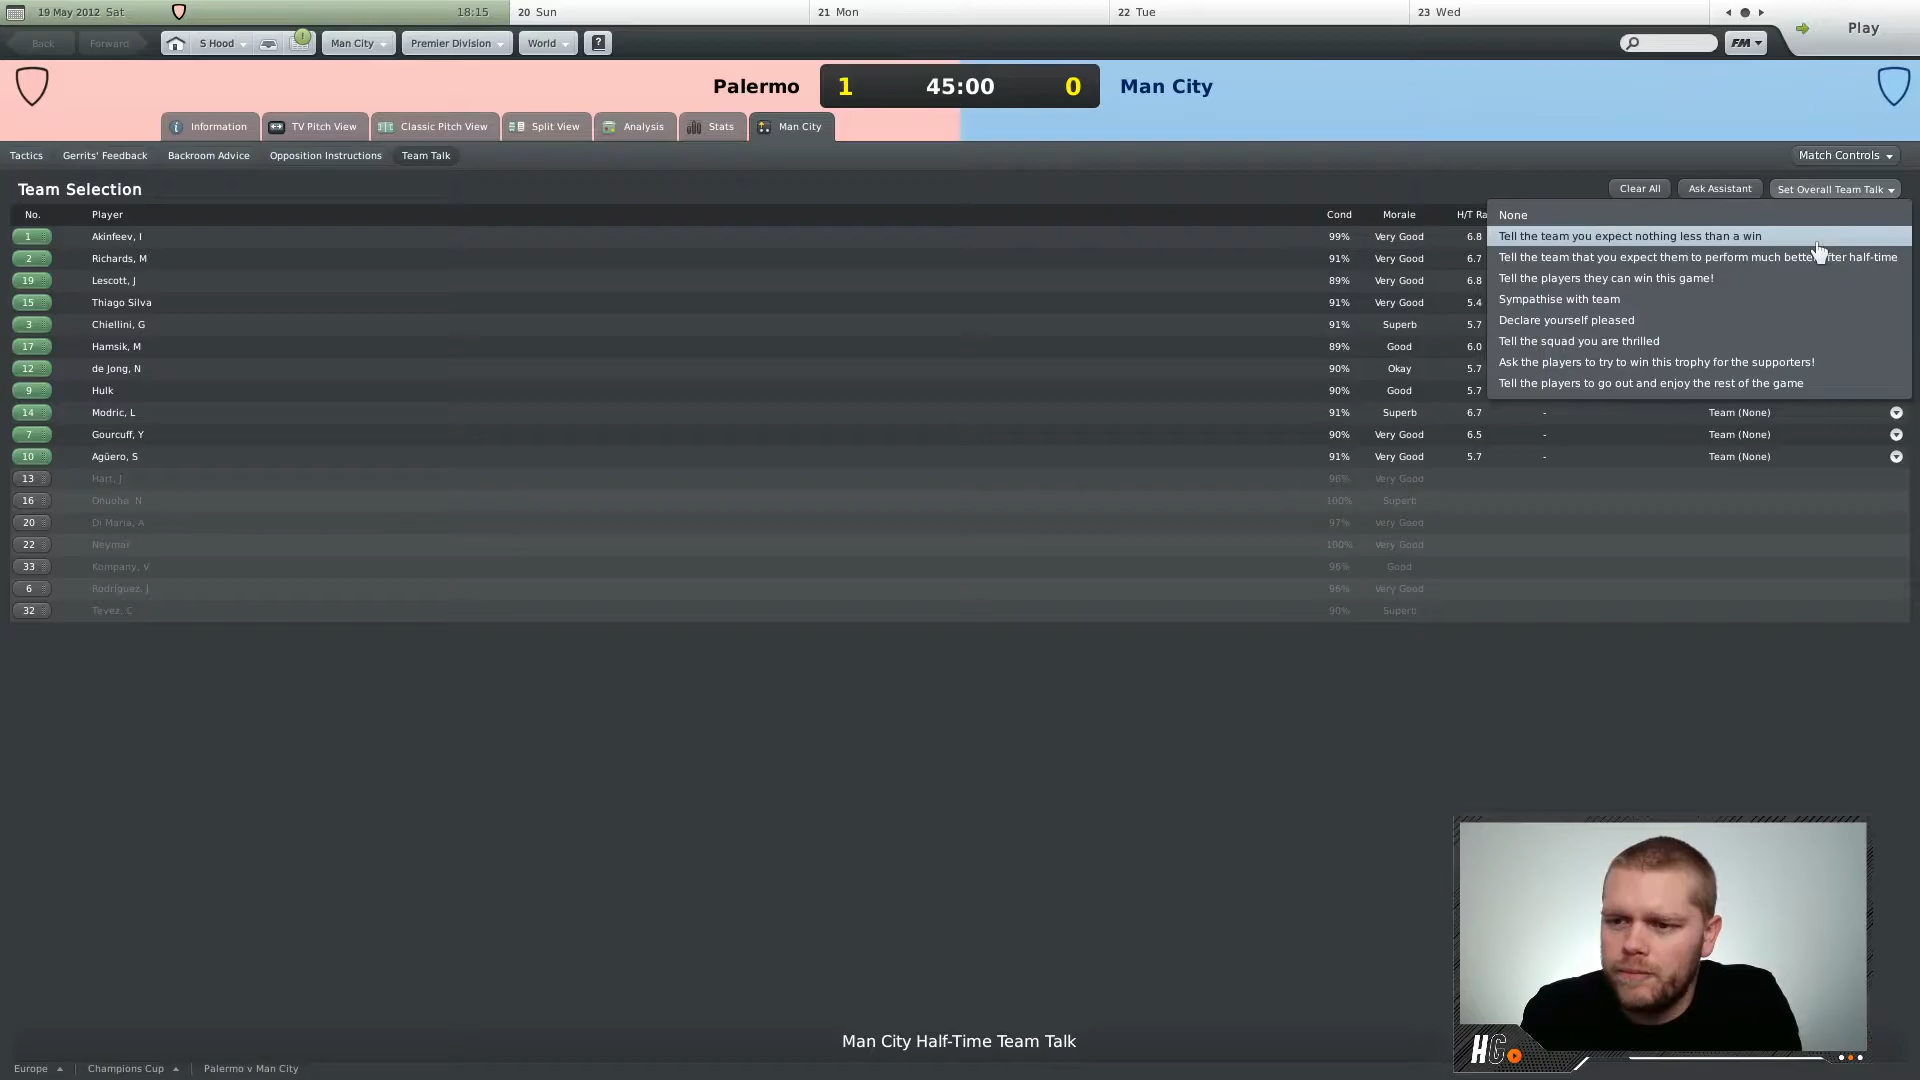 19 May 2012 Sat 18:15 20 Sun 21 Mon 22 Tue 23 Wed
Back Forward S Hood Man City Premier Division World ? FM Play
Palermo 1 45:00 0 Man City
Information TV Pitch View Classic Pitch View Split View Analysis Stats Man City
Tactics Gerrits' Feedback Backroom Advice Opposition Instructions Team Talk Match Controls
Team Selection Clear All Ask Assistant Set Overall Team Talk
No. Player Cond Morale H/T Ra
None
1 Akinfeev, I 99% Very Good 6.8
Tell the team you expect nothing less than a win
2 Richards, M 91% Very Good 6.7
Tell the team that you expect them to perform much better after half-time
19 Lescott, J 89% Very Good 6.8
Tell the players they can win this game!
15 Thiago Silva 91% Very Good 5.4
Sympathise with team
3 Chiellini, G 91% Superb 5.7
Declare yourself pleased
17 Hamsik, M 89% Good 6.0
Tell the squad you are thrilled
12 de Jong, N 90% Okay 5.7
Ask the players to try to win this trophy for the supporters!
9 Hulk 90% Good 5.7
Tell the players to go out and enjoy the rest of the game
14 Modric, L 91% Superb 6.7 - Team (None)
7 Gourcuff, Y 90% Very Good 6.5 - Team (None)
10 Agüero, S 91% Very Good 5.7 - Team (None)
13 Hart, J 96% Very Good
16 Onuoha, N 100% Superb
20 Di María, A 97% Very Good
22 Neymar 100% Very Good
33 Kompany, V 96% Good
6 Rodríguez, J 96% Very Good
32 Tevez, C 90% Superb
Man City Half-Time Team Talk
HG
Europe Champions Cup Palermo v Man City